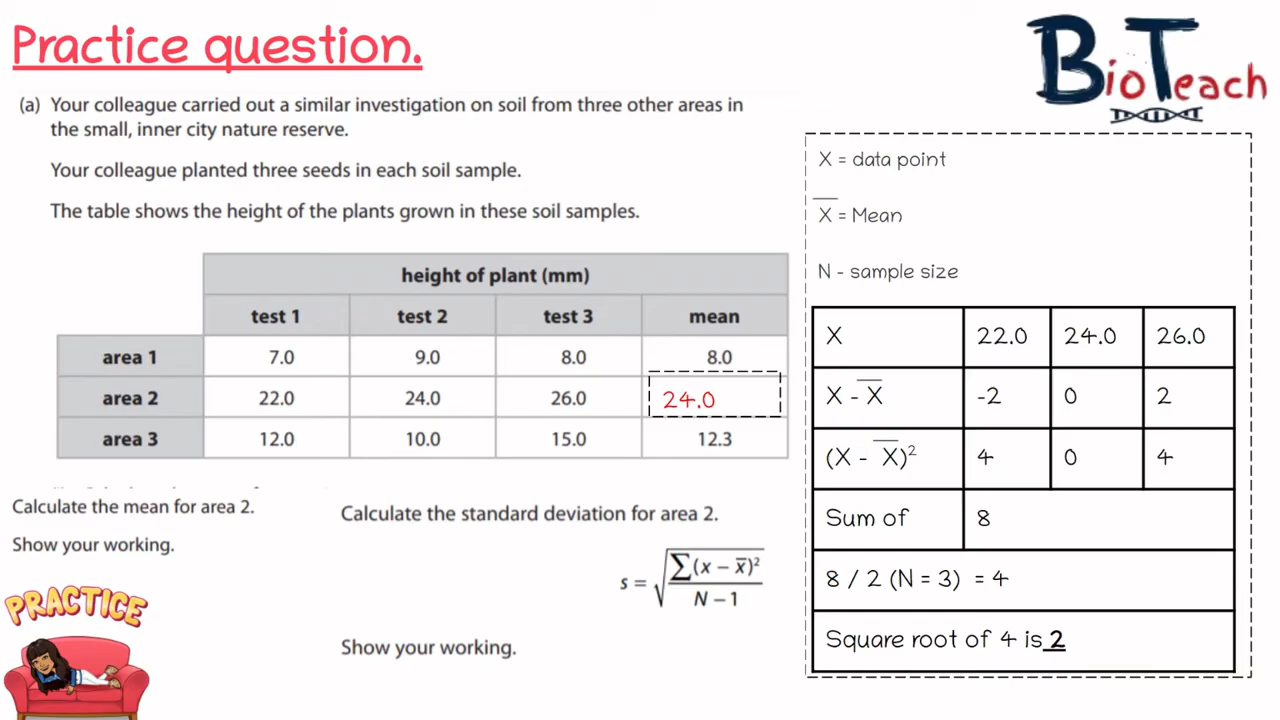 Practice question.
BioTeach
(a) Your colleague carried out a similar investigation on soil from three other areas in
the small, inner city nature reserve.
Your colleague planted three seeds in each soil sample.
The table shows the height of the plants grown in these soil samples.
height of plant (mm)
test 1 test 2 test 3 mean
area 1 7.0 9.0 8.0 8.0
area 2 22.0 24.0 26.0 24.0
area 3 12.0 10.0 15.0 12.3
Calculate the mean for area 2.
Show your working.
PRACTICE
Calculate the standard deviation for area 2.
s = √(∑(x – x̅)² / N – 1)
Show your working.
X = data point
X̅ = Mean
N - sample size
X 22.0 24.0 26.0
X - X̅ -2 0 2
(X - X̅)² 4 0 4
Sum of 8
8 / 2 (N = 3) = 4
Square root of 4 is 2